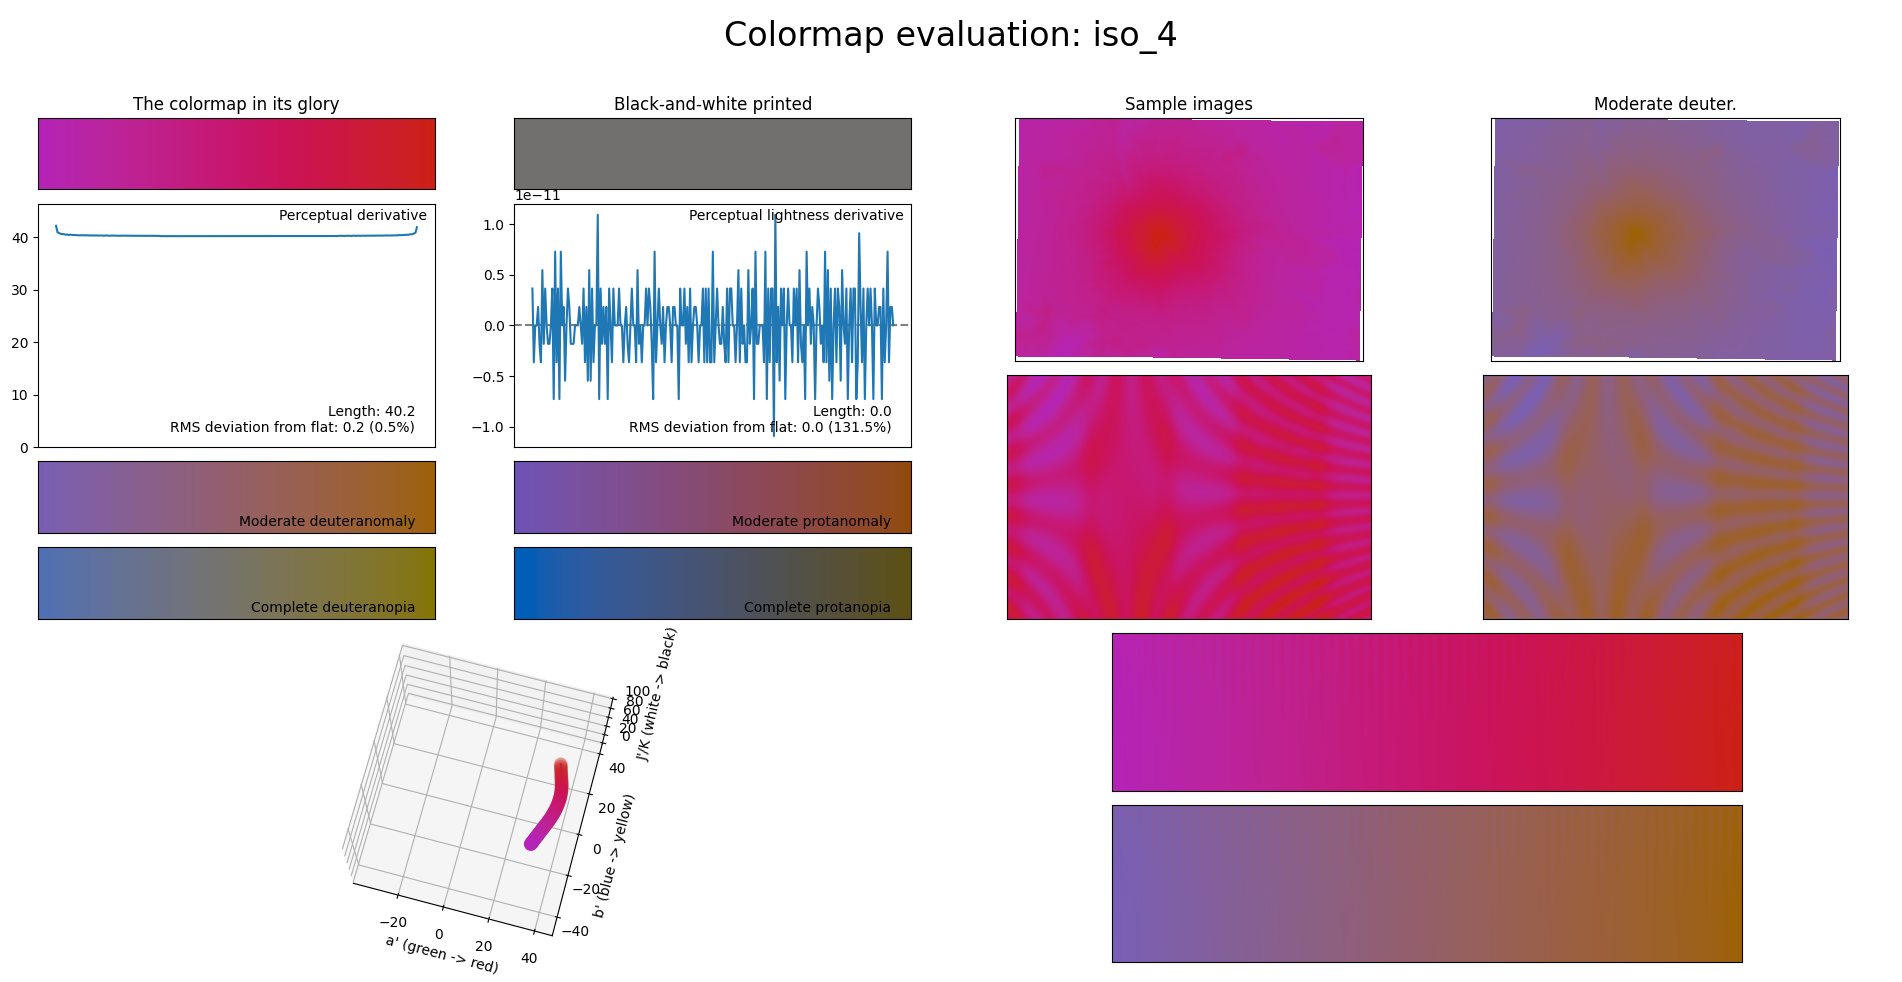 Colormap evaluation: iso_4
The colormap in its glory
Black-and-white printed
Sample images
Moderate deuter.
1e−11
Perceptual derivative
40
30
20
10
0
Length: 40.2
RMS deviation from flat: 0.2 (0.5%)
Perceptual lightness derivative
1.0
0.5
0.0
−0.5
−1.0
Length: 0.0
RMS deviation from flat: 0.0 (131.5%)
Moderate deuteranomaly
Moderate protanomaly
Complete deuteranopia
Complete protanopia
100
80
60
40
20
0
J'/K (white -> black)
40
20
0
−20
−40
b' (blue -> yellow)
−20
0
20
40
a' (green -> red)